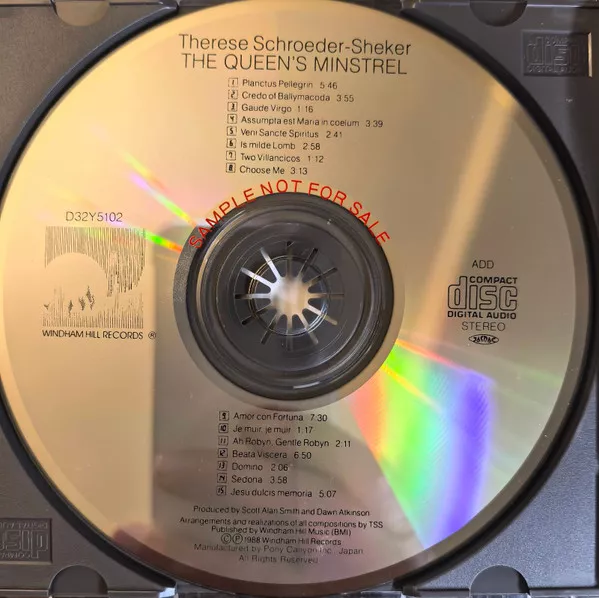 Therese Schroeder-Sheker
THE QUEEN'S MINSTREL
1 Planctus Pellegrin 5:46
2 Credo of Ballymacoda 3:55
3 Gaude Virgo 1:16
4 Assumpta est Maria in coelum 3:39
5 Veni Sancte Spiritus 2:41
6 Is milde Lomb 2:58
7 Two Villancicos 1:12
8 Choose Me 3:13
SAMPLE NOT FOR SALE
D32Y5102
WINDHAM HILL RECORDS ®
ADD
COMPACT
disc
DIGITAL AUDIO
STEREO
9 Amor con Fortuna 7:30
10 Je muir, je muir 1:17
11 Ah Robyn, Gentle Robyn 2:11
12 Beata Viscera 6:50
13 Domino 2:06
14 Sedona 3:58
15 Jesu dulcis memoria 5:07
Produced by Scott Alan Smith and Dawn Atkinson
Arrangements and realizations of all compositions by TSS
Published by Windham Hill Music (BMI)
©℗1988 Windham Hill Records
Manufactured by Pony Canyon Inc. Japan
All Rights Reserved